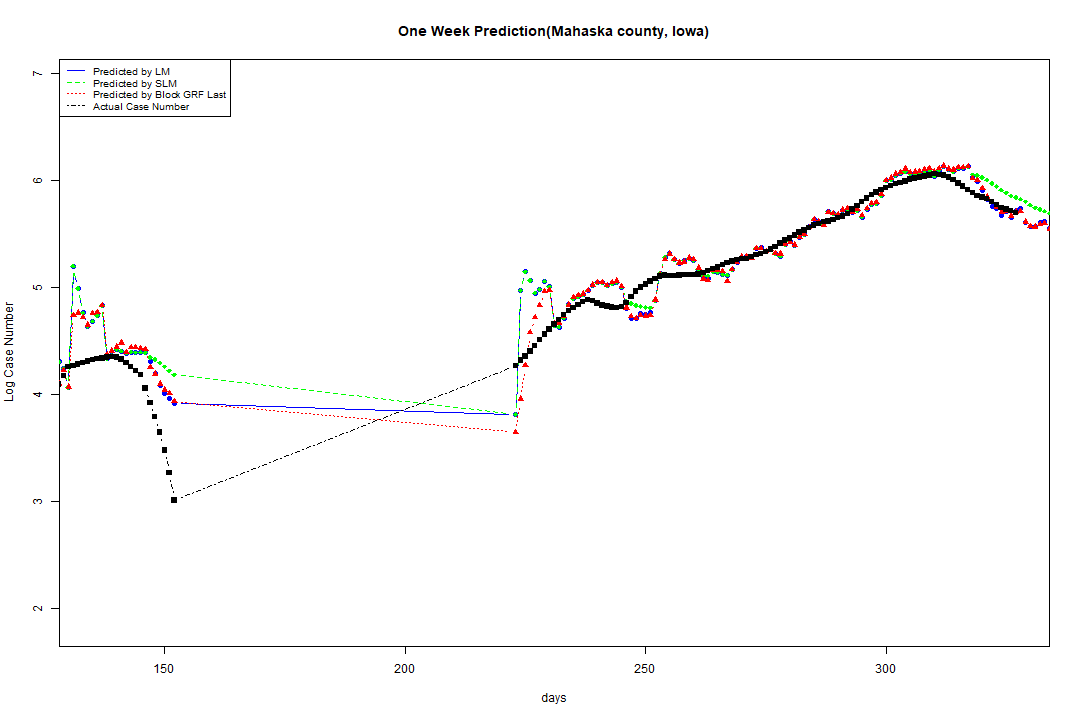 One Week Prediction(Mahaska county, Iowa)
Predicted by LM
Predicted by SLM
Predicted by Block GRF Last
Actual Case Number
7
6
5
4
3
2
Log Case Number
150
200
250
300
days